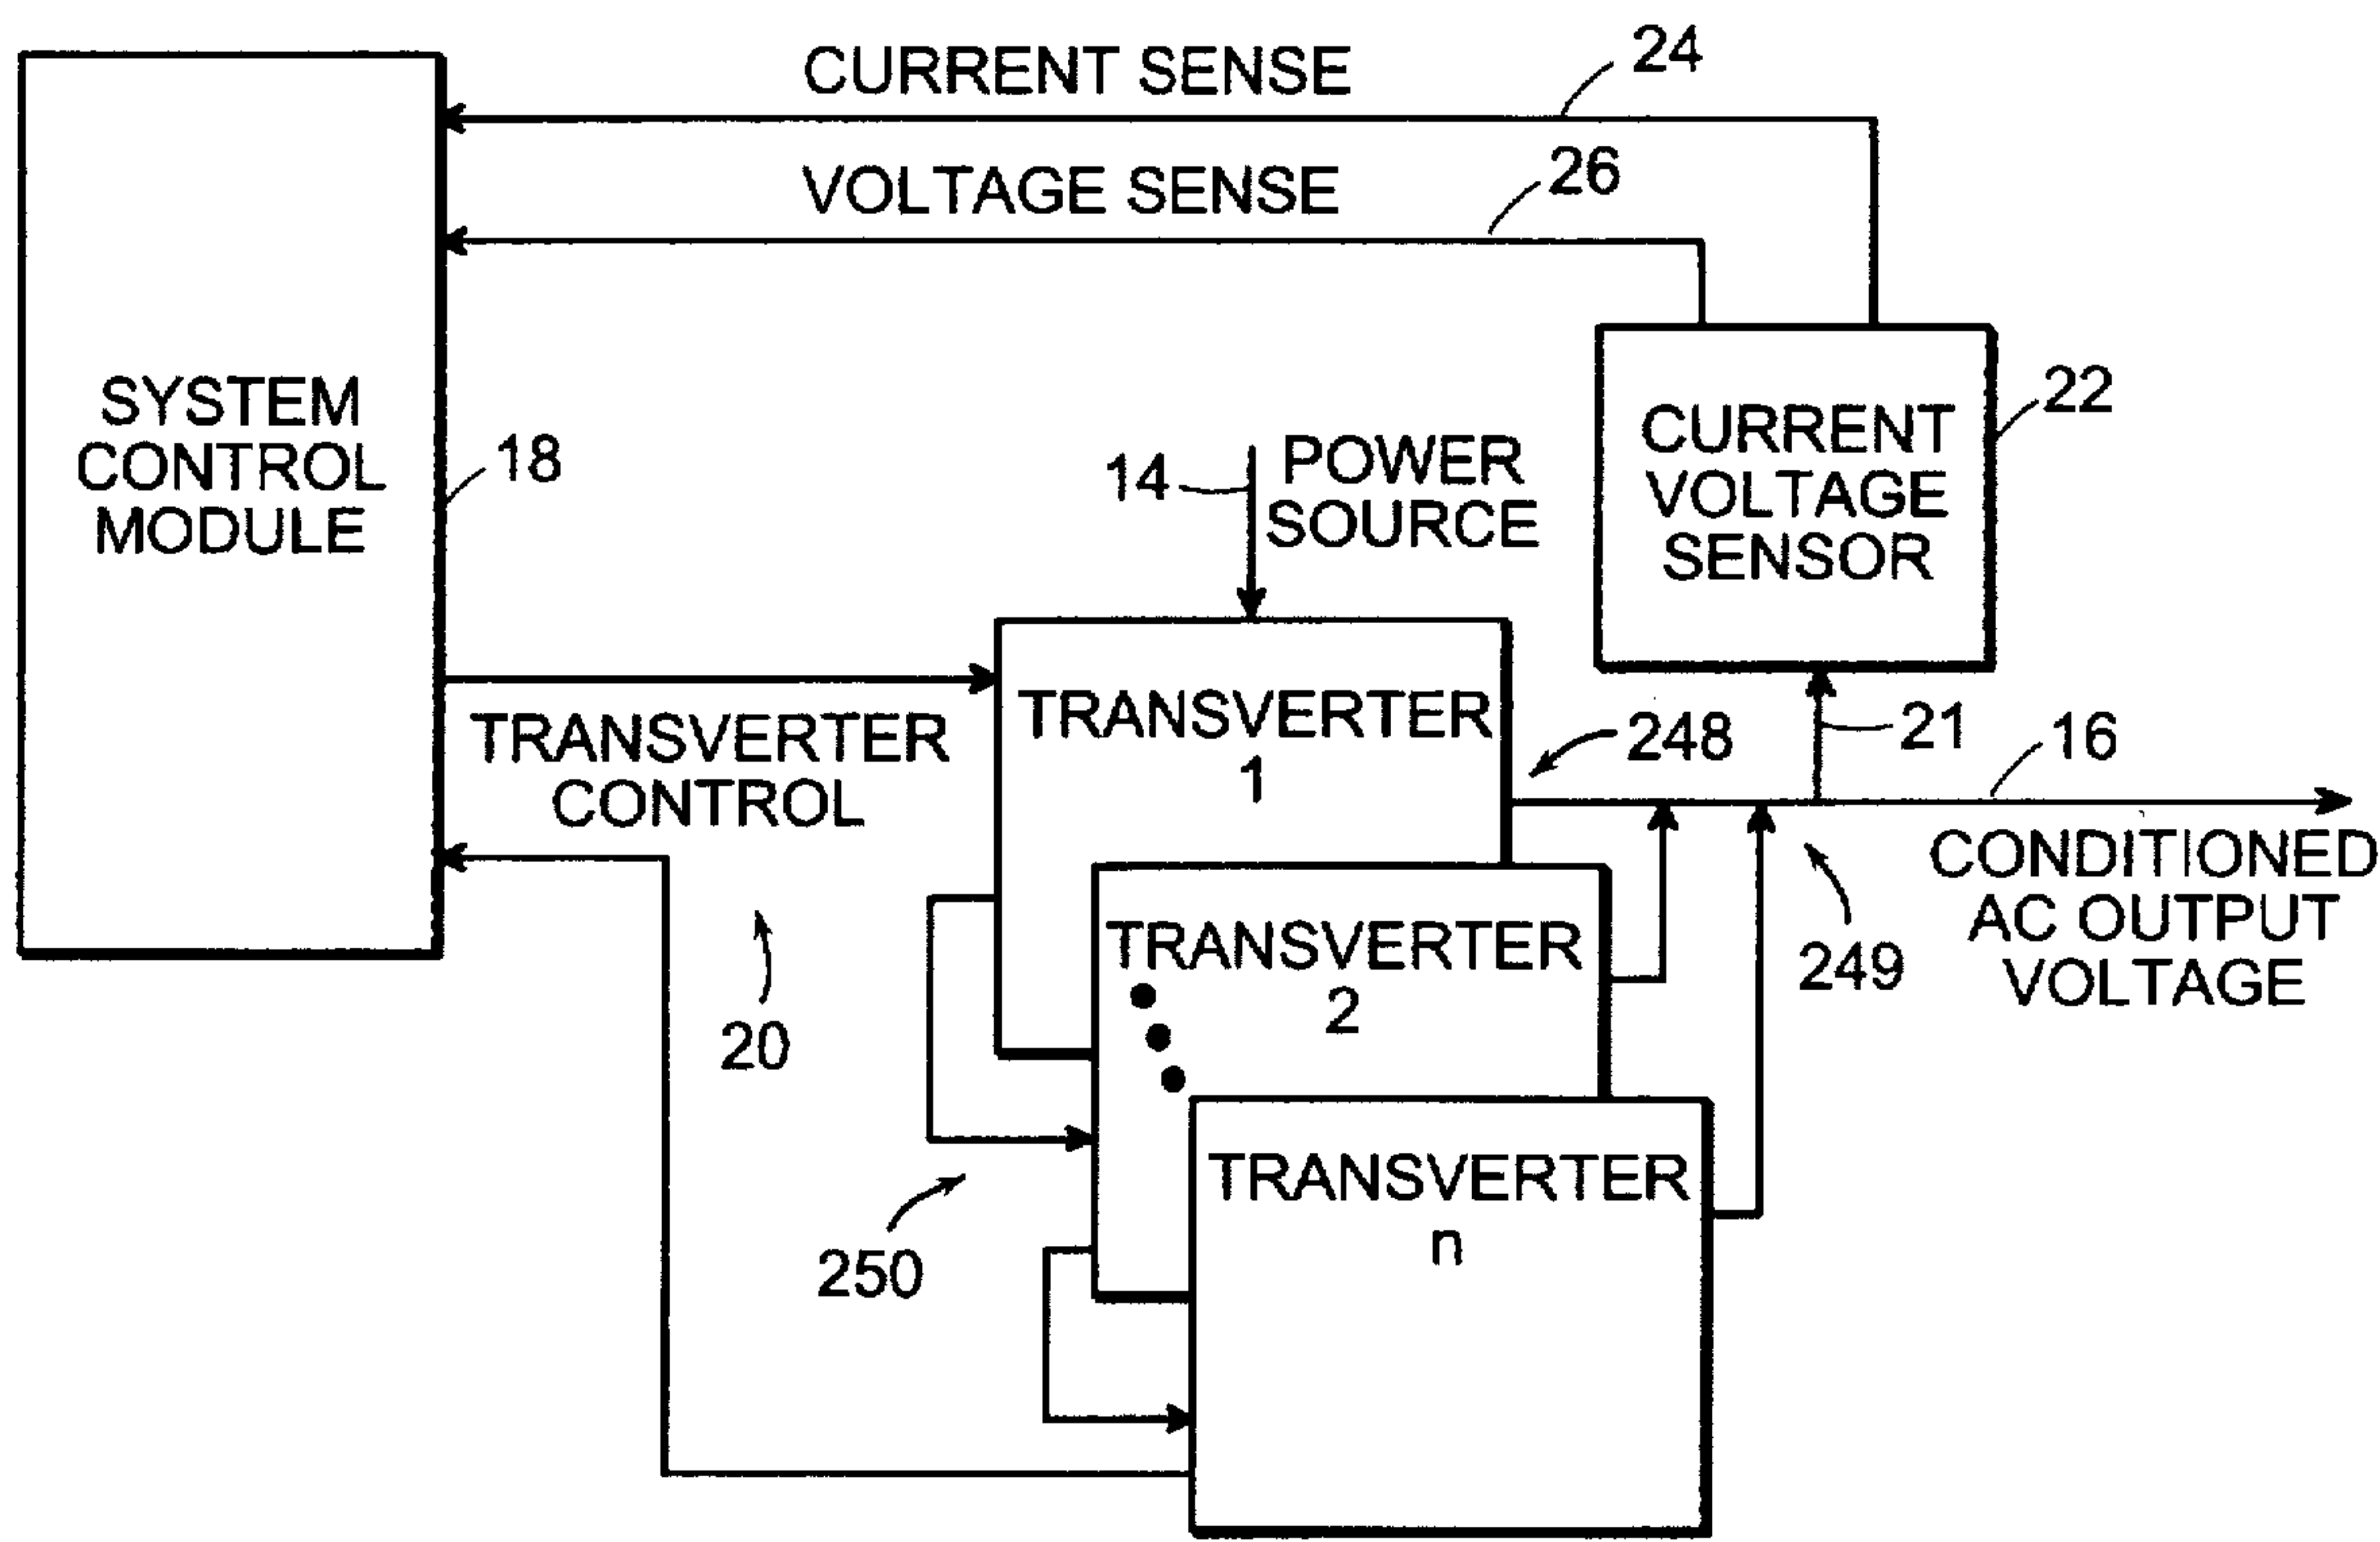 CURRENT SENSE
24
VOLTAGE SENSE
26
SYSTEM
CONTROL
MODULE
18
14
POWER
SOURCE
CURRENT
VOLTAGE
SENSOR
22
TRANSVERTER
CONTROL
20
TRANSVERTER
1
248
21
16
CONDITIONED
AC OUTPUT
VOLTAGE
249
TRANSVERTER
2
250
TRANSVERTER
n